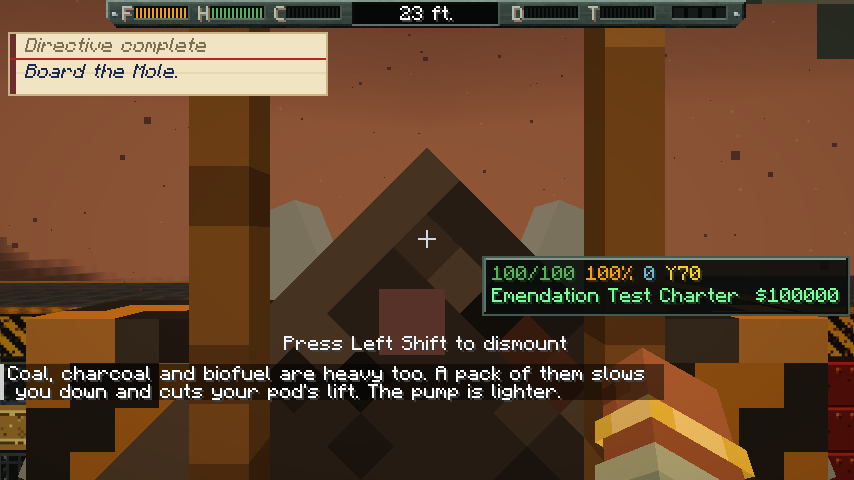 F H C 23 ft. D T
Directive complete
Board the Mole.
100/100 100% 0 Y70
Emendation Test Charter $100000
Press Left Shift to dismount
Coal, charcoal and biofuel are heavy too. A pack of them slows
you down and cuts your pod's lift. The pump is lighter.